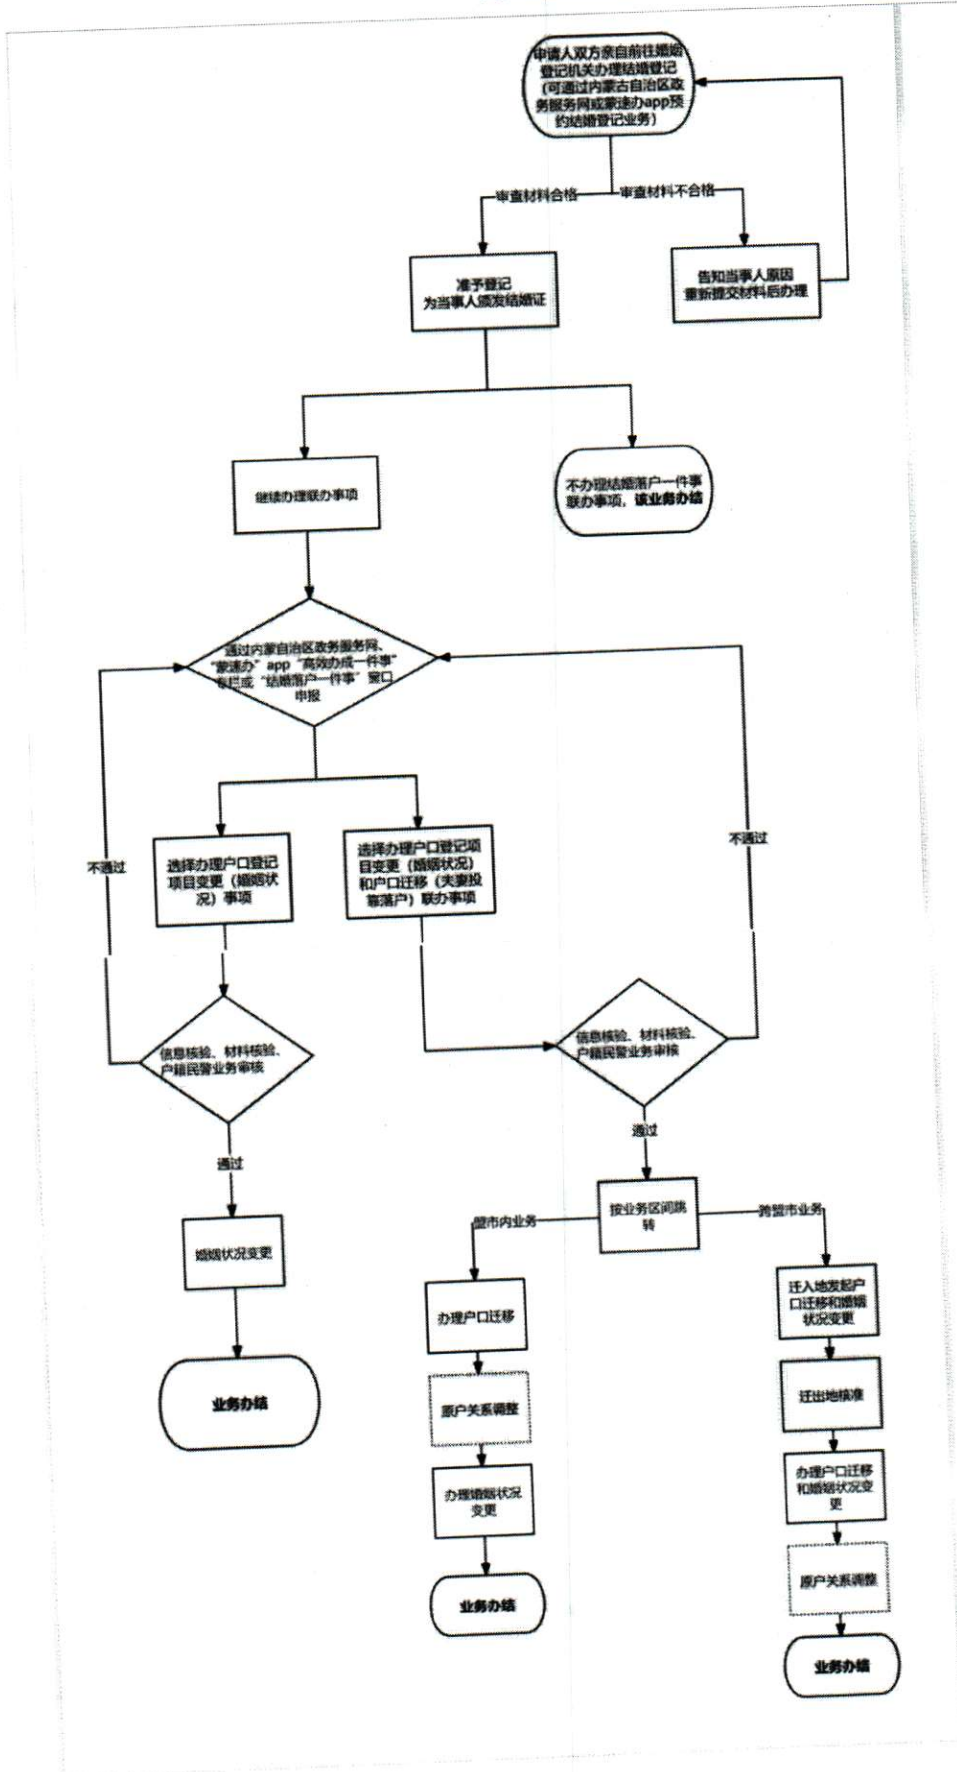 申请人双方亲自前往婚姻
登记机关办理结婚登记
（可通过内蒙古自治区政
务服务网或蒙速办app预
约结婚登记业务）
审查材料合格
审查材料不合格
准予登记
为当事人颁发结婚证
告知当事人原因
重新提交材料后办理
继续办理联办事项
不办理结婚落户一件事
联办事项，该业务办结
通过内蒙自治区政务服务网、
“蒙速办”app“高效办成一件事”
专栏或“结婚落户一件事”窗口
申报
不通过
选择办理户口登记
项目变更（婚姻状
况）事项
选择办理户口登记项
目变更（婚姻状况）
和户口迁移（夫妻投
靠落户）联办事项
不通过
信息核验、材料核验、
户籍民警业务审核
信息核验、材料核验、
户籍民警业务审核
通过
通过
婚姻状况变更
业务办结
按业务区间跳
转
盟市内业务
跨盟市业务
办理户口迁移
原户关系调整
办理婚姻状况
变更
业务办结
迁入地发起户
口迁移和婚姻
状况变更
迁出地核准
办理户口迁移
和婚姻状况变
更
原户关系调整
业务办结